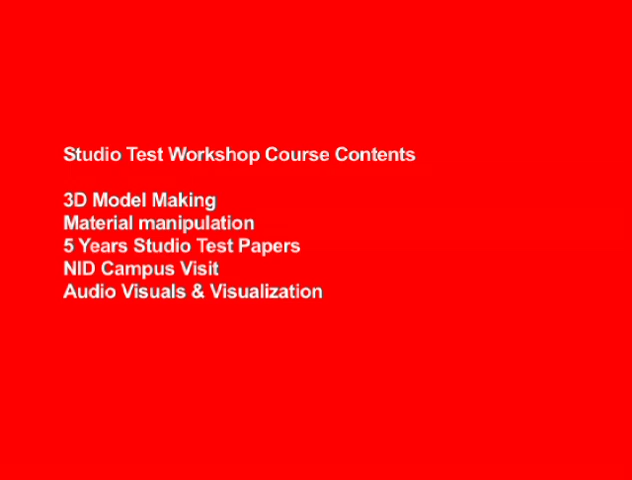 Studio Test Workshop Course Contents
3D Model Making
Material manipulation
5 Years Studio Test Papers
NID Campus Visit
Audio Visuals & Visualization